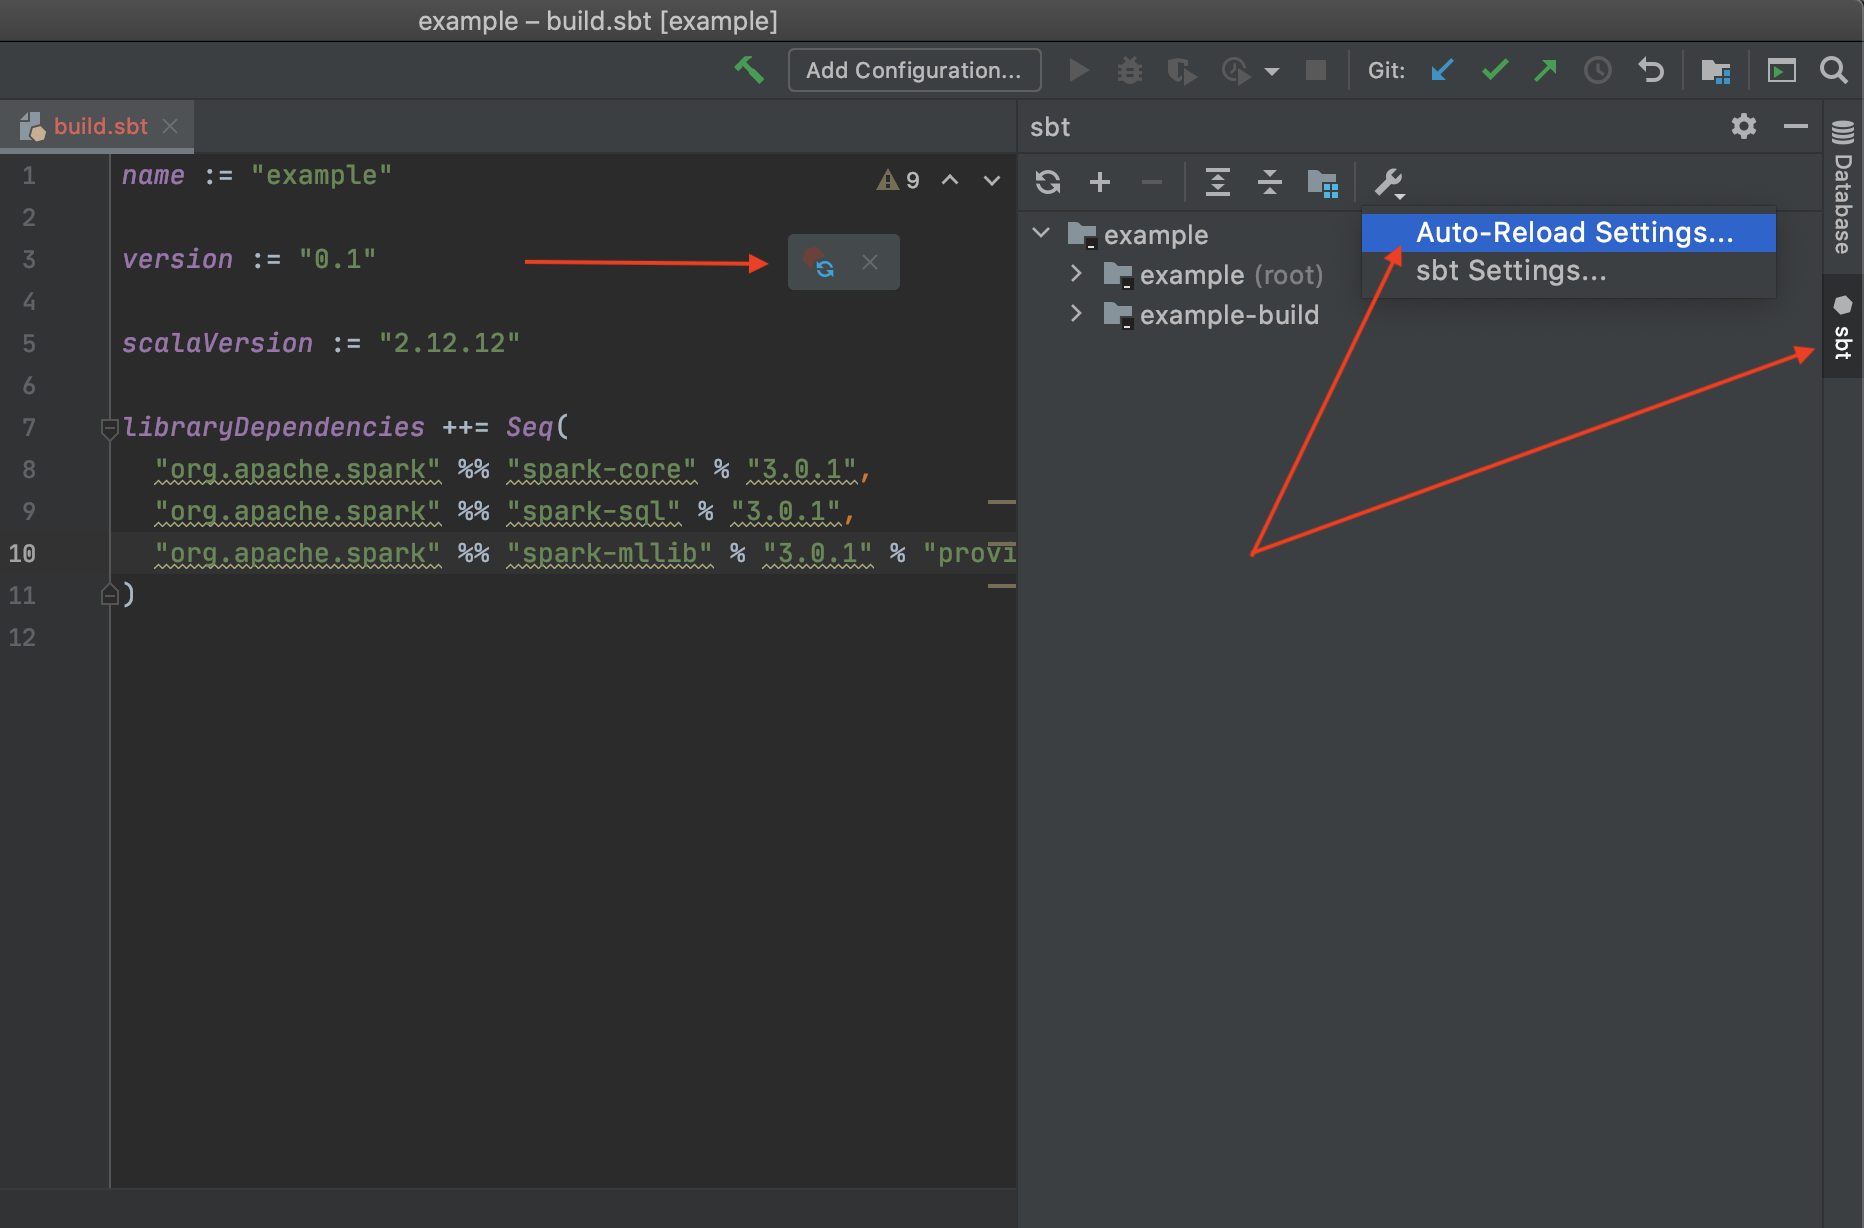 example – build.sbt [example]
Add Configuration...
Git:
build.sbt
sbt
1 name := "example"
9
2
3 version := "0.1"
4
5 scalaVersion := "2.12.12"
6
7 libraryDependencies ++= Seq(
8 "org.apache.spark" %% "spark-core" % "3.0.1",
9 "org.apache.spark" %% "spark-sql" % "3.0.1",
10 "org.apache.spark" %% "spark-mllib" % "3.0.1" % "provi
11 )
12
example
example (root)
example-build
Auto-Reload Settings...
sbt Settings...
Database
sbt